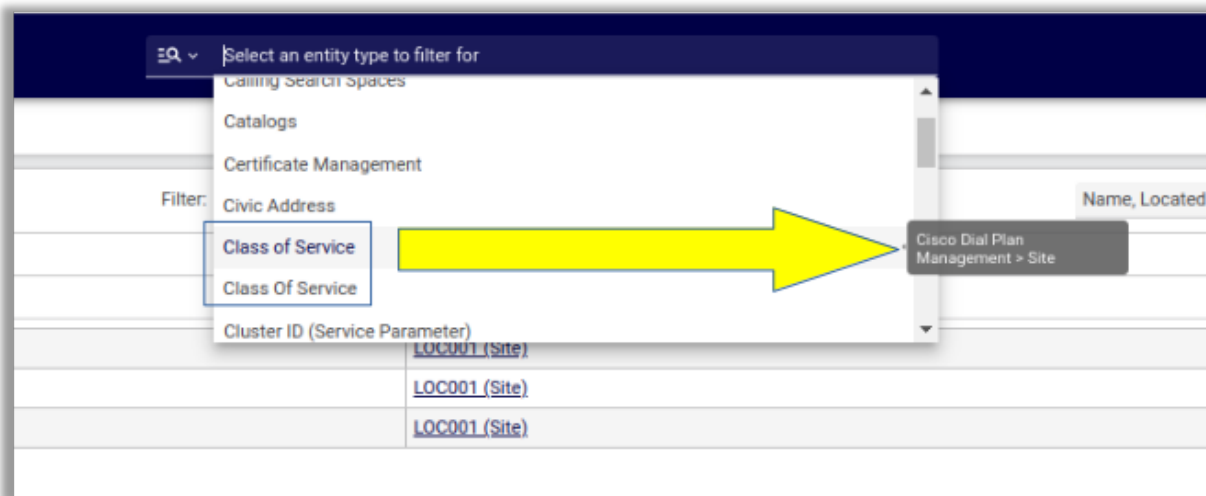 Select an entity type to filter for
Calling Search Spaces
Catalogs
Certificate Management
Filter:
Civic Address
Name, Located
Class of Service
Cisco Dial Plan
Management > Site
Class Of Service
Cluster ID (Service Parameter)
LOC001 (Site)
LOC001 (Site)
LOC001 (Site)